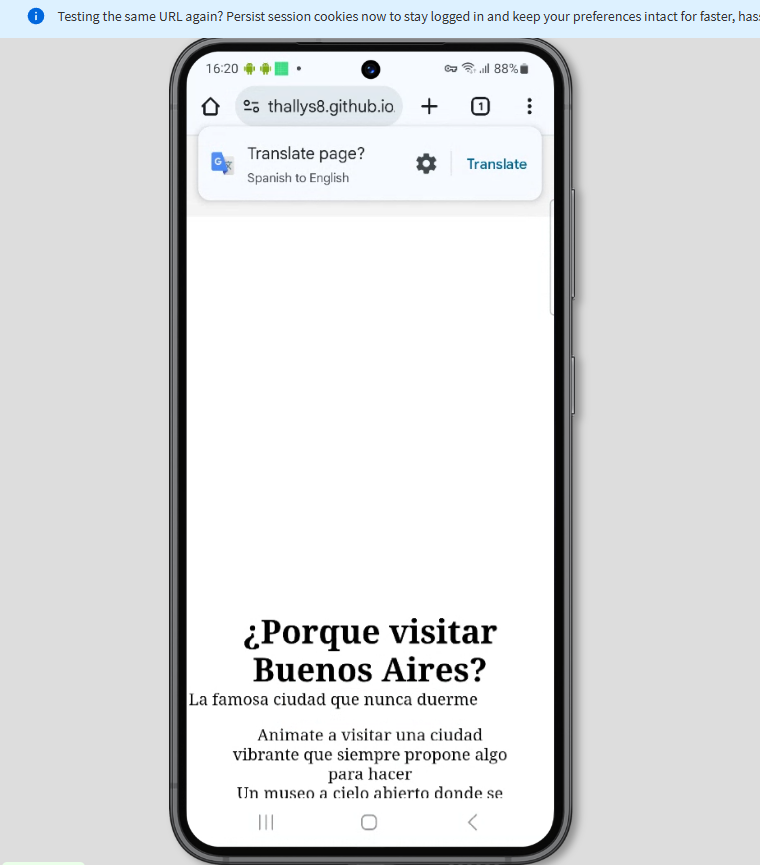 Testing the same URL again? Persist session cookies now to stay logged in and keep your preferences intact for faster,
16:20 88%
thallys8.github.io 1
Translate page?
Spanish to English
Translate
¿Porque visitar
Buenos Aires?
La famosa ciudad que nunca duerme
Animate a visitar una ciudad
vibrante que siempre propone algo
para hacer
Un museo a cielo abierto donde se